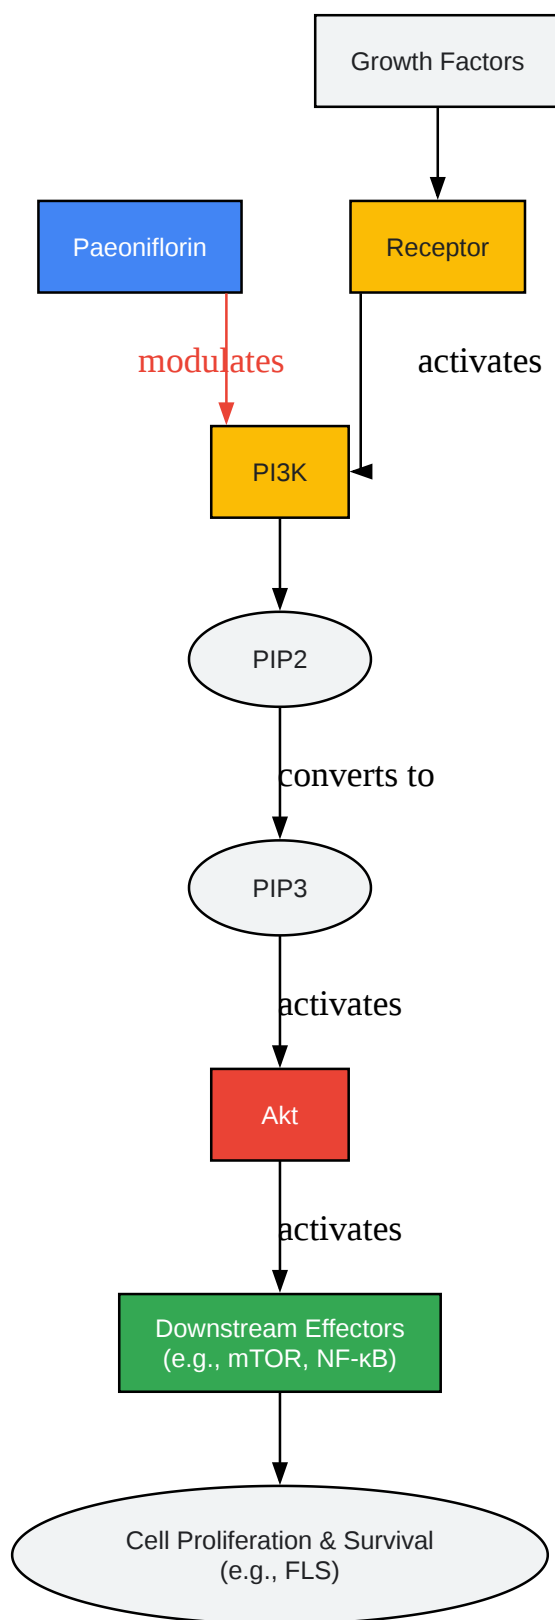 Growth Factors
Paeoniflorin
Receptor
modulates
activates
PI3K
PIP2
converts to
PIP3
activates
Akt
activates
Downstream Effectors
(e.g., mTOR, NF-κB)
Cell Proliferation & Survival
(e.g., FLS)